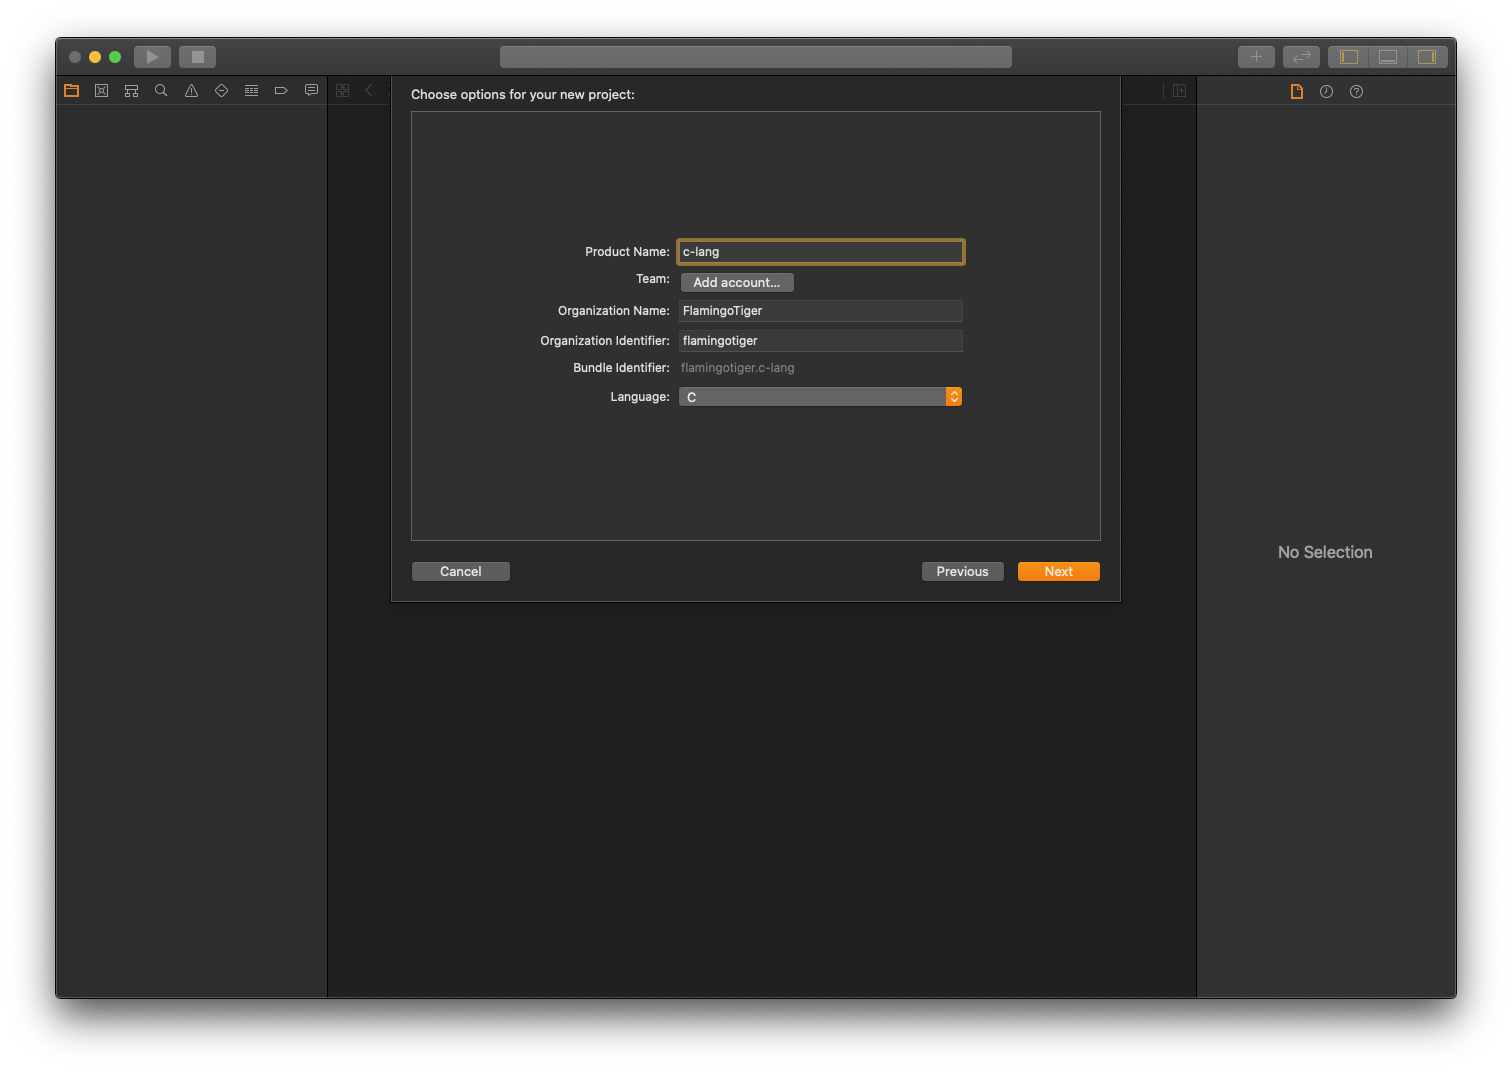 Choose options for your new project:
Product Name: c-lang
Team: Add account...
Organization Name: FlamingoTiger
Organization Identifier: flamingotiger
Bundle Identifier: flamingotiger.c-lang
Language: C
No Selection
Cancel Previous Next